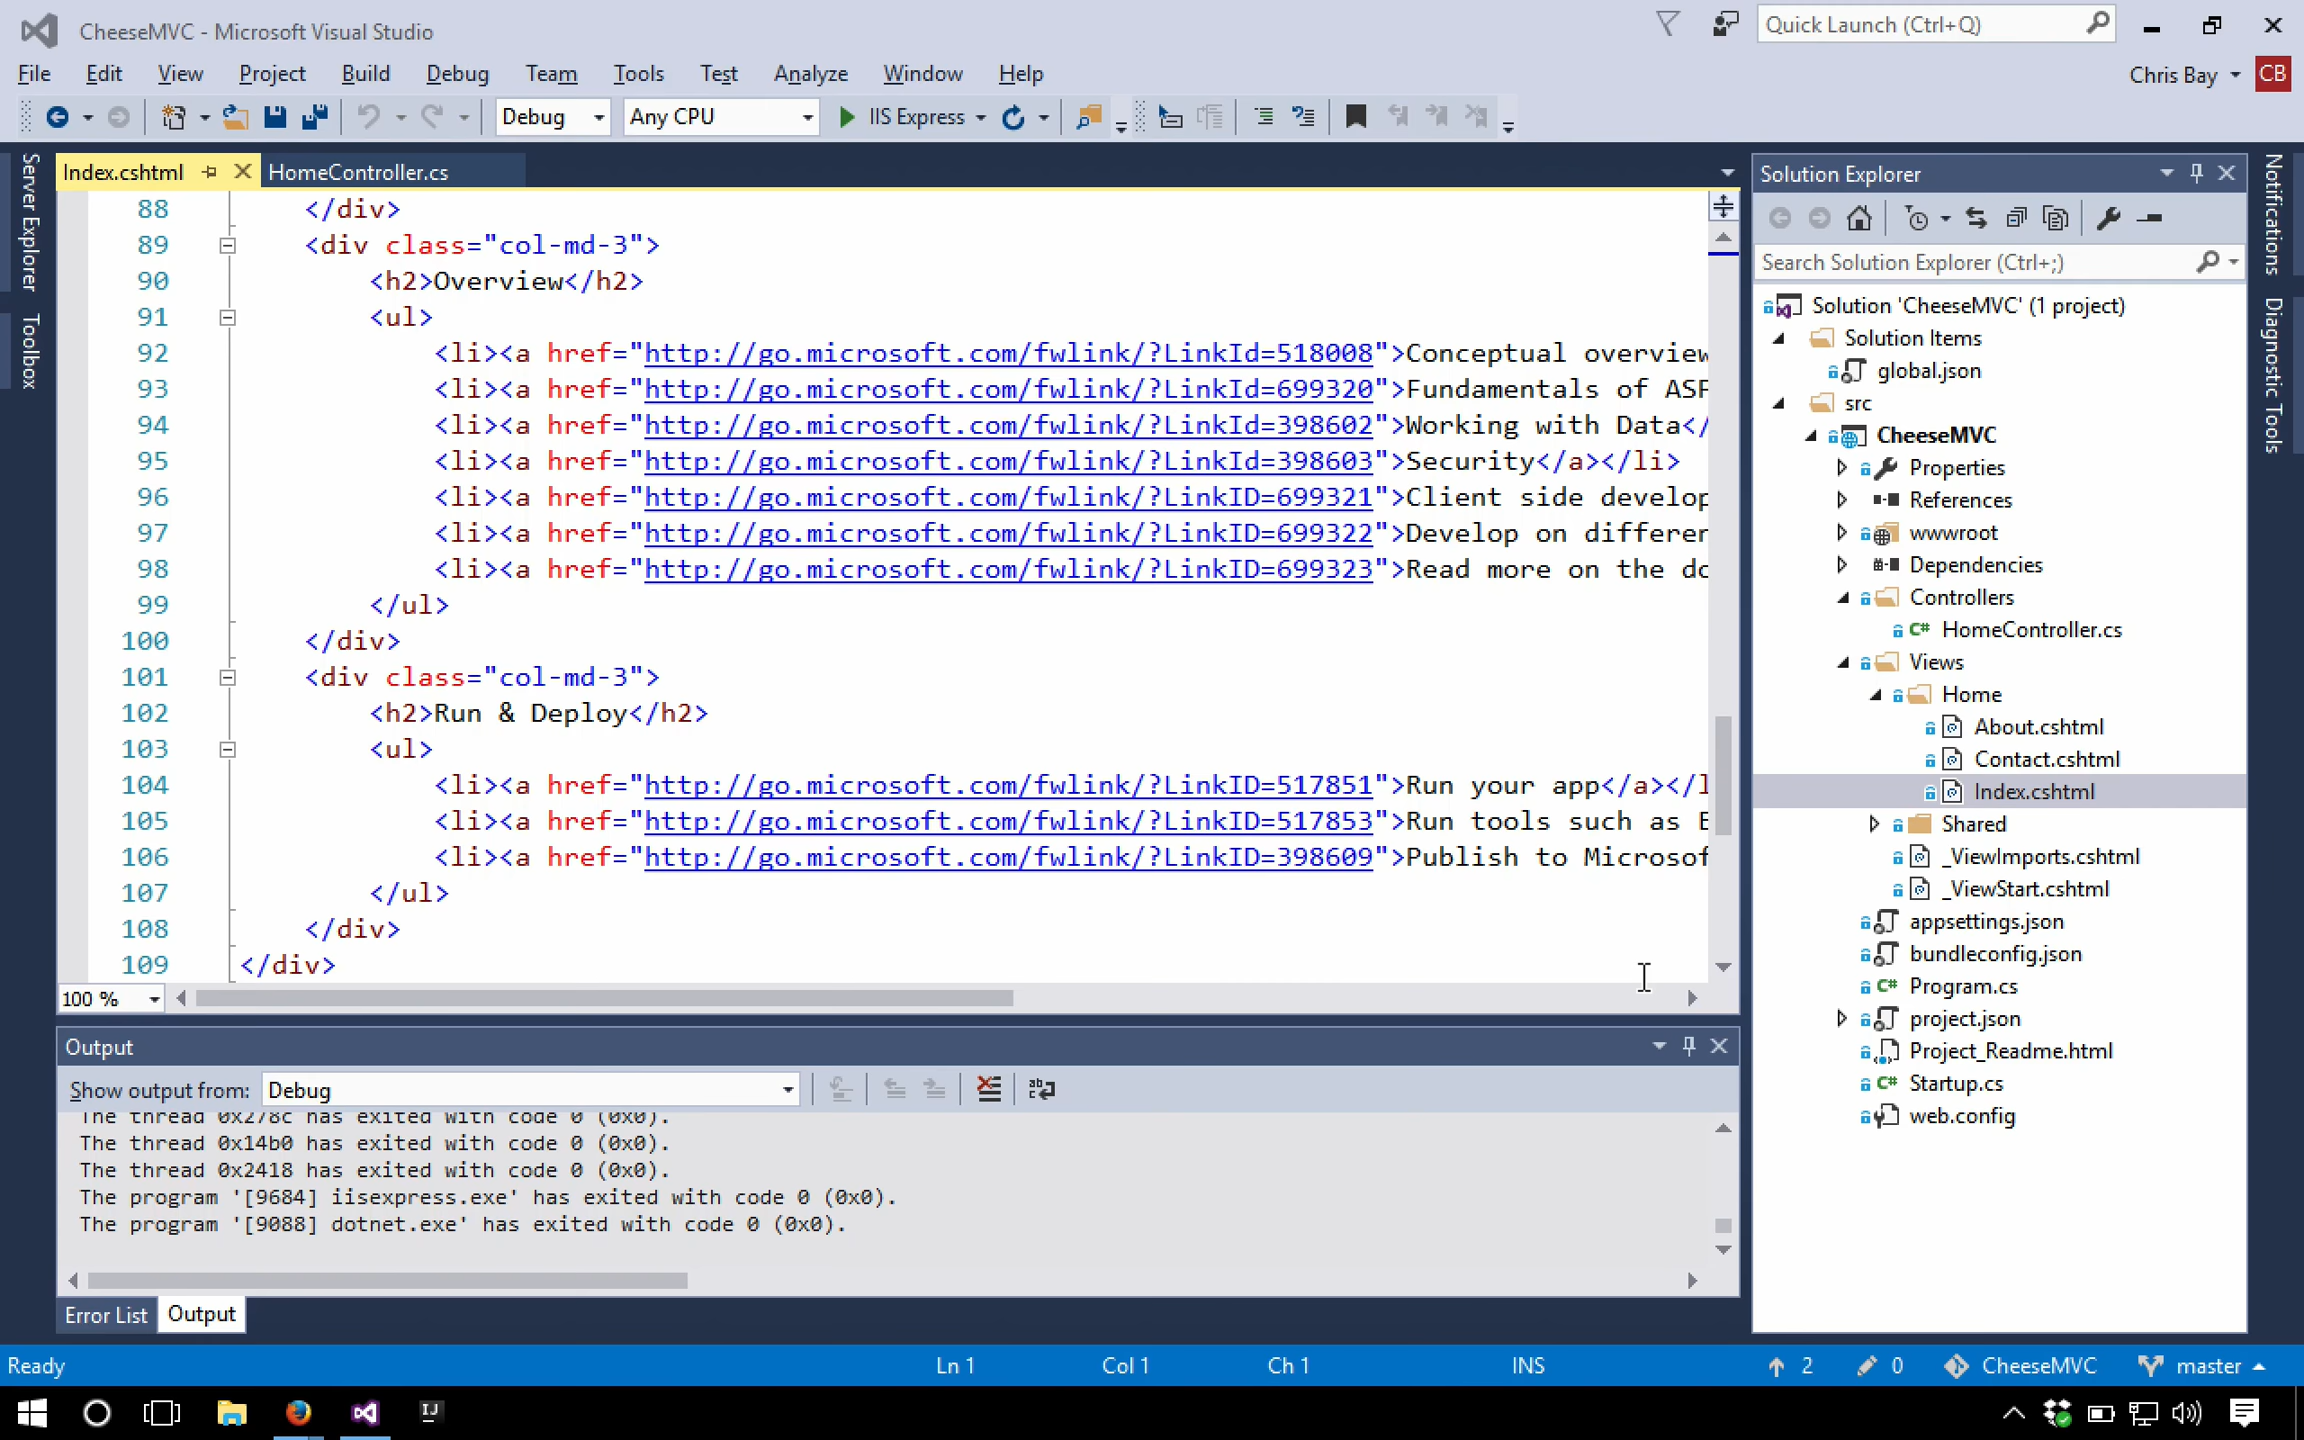 CheeseMVC - Microsoft Visual Studio
Quick Launch (Ctrl+Q)
File Edit View Project Build Debug Team Tools Test Analyze Window Help
Chris Bay CB
Debug Any CPU IIS Express
Server Explorer
Toolbox
Index.cshtml HomeController.cs
88 </div>
89 <div class="col-md-3">
90 <h2>Overview</h2>
91 <ul>
92 <li><a href="http://go.microsoft.com/fwlink/?LinkId=518008">Conceptual overview
93 <li><a href="http://go.microsoft.com/fwlink/?LinkId=699320">Fundamentals of ASP
94 <li><a href="http://go.microsoft.com/fwlink/?LinkId=398602">Working with Data</
95 <li><a href="http://go.microsoft.com/fwlink/?LinkId=398603">Security</a></li>
96 <li><a href="http://go.microsoft.com/fwlink/?LinkID=699321">Client side develop
97 <li><a href="http://go.microsoft.com/fwlink/?LinkID=699322">Develop on differen
98 <li><a href="http://go.microsoft.com/fwlink/?LinkID=699323">Read more on the do
99 </ul>
100 </div>
101 <div class="col-md-3">
102 <h2>Run & Deploy</h2>
103 <ul>
104 <li><a href="http://go.microsoft.com/fwlink/?LinkID=517851">Run your app</a></l
105 <li><a href="http://go.microsoft.com/fwlink/?LinkID=517853">Run tools such as E
106 <li><a href="http://go.microsoft.com/fwlink/?LinkID=398609">Publish to Microsof
107 </ul>
108 </div>
109 </div>
100 %
Output
Show output from: Debug
The thread 0x278c has exited with code 0 (0x0).
The thread 0x14b0 has exited with code 0 (0x0).
The thread 0x2418 has exited with code 0 (0x0).
The program '[9684] iisexpress.exe' has exited with code 0 (0x0).
The program '[9088] dotnet.exe' has exited with code 0 (0x0).
Error List Output
Solution Explorer
Search Solution Explorer (Ctrl+;)
Solution 'CheeseMVC' (1 project)
Solution Items
global.json
src
CheeseMVC
Properties
References
wwwroot
Dependencies
Controllers
C# HomeController.cs
Views
Home
About.cshtml
Contact.cshtml
Index.cshtml
Shared
_ViewImports.cshtml
_ViewStart.cshtml
appsettings.json
bundleconfig.json
C# Program.cs
project.json
Project_Readme.html
C# Startup.cs
web.config
Notifications
Diagnostic Tools
Ready Ln 1 Col 1 Ch 1 INS 2 0 CheeseMVC master
IJ